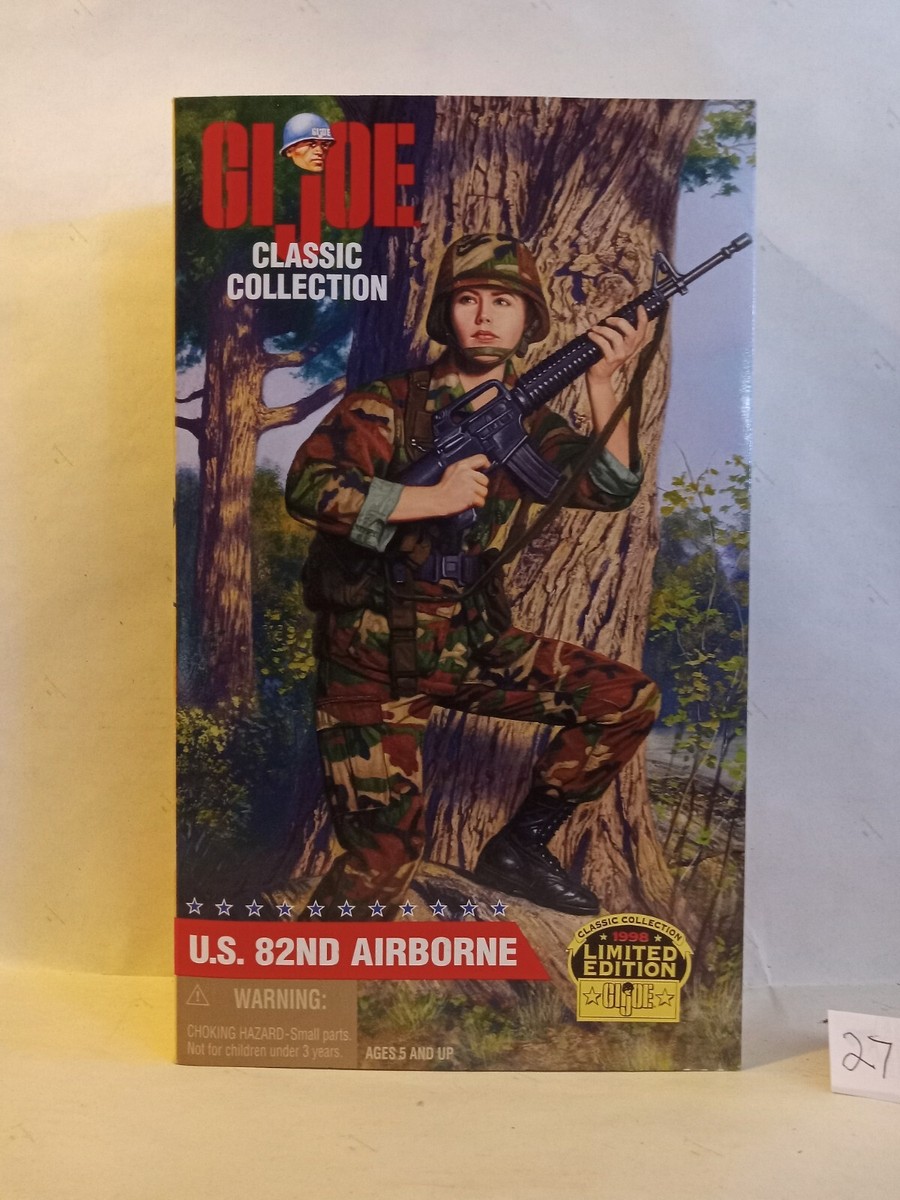 GI JOE
GI JOE
CLASSIC
COLLECTION
U.S. 82ND AIRBORNE
CLASSIC COLLECTION
1998
LIMITED
EDITION
GI JOE
WARNING:
CHOKING HAZARD-Small parts.
Not for children under 3 years.
AGES 5 AND UP
27